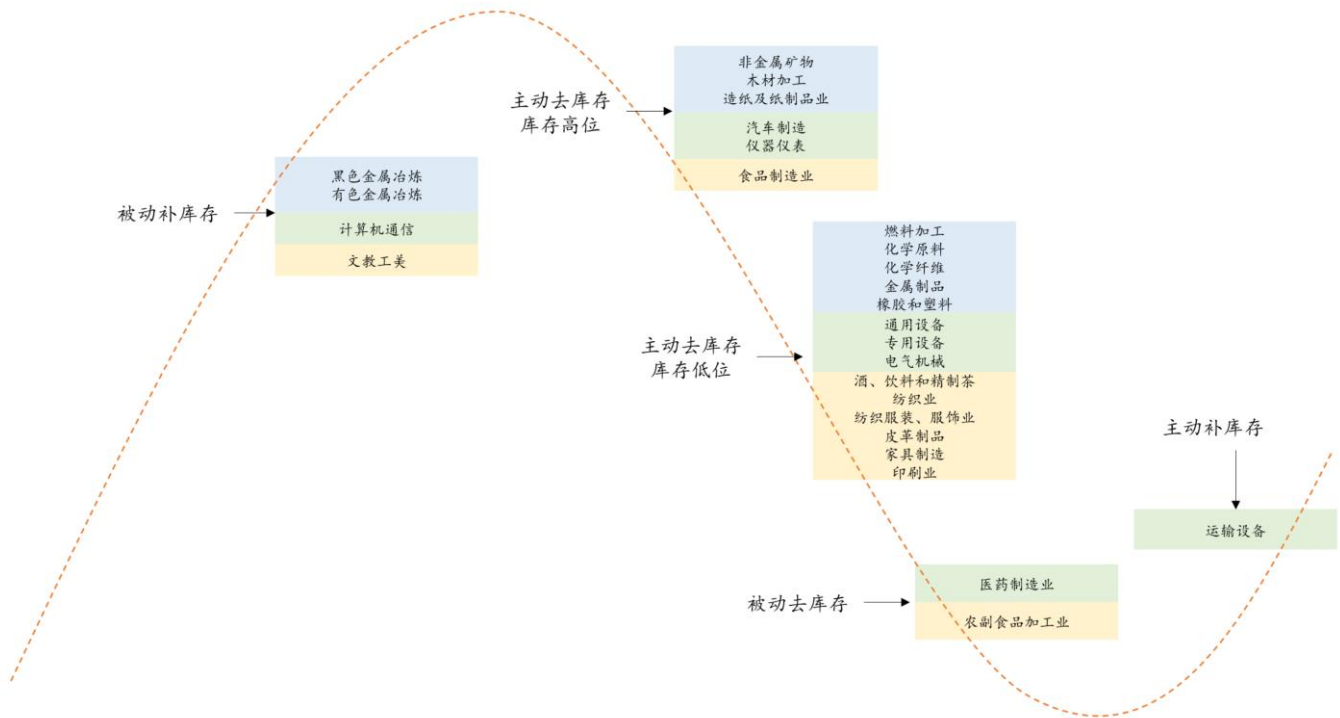 被动补库存
黑色金属冶炼
有色金属冶炼
计算机通信
文教工美
主动去库存
库存高位
非金属矿物
木材加工
造纸及纸制品业
汽车制造
仪器仪表
食品制造业
主动去库存
库存低位
燃料加工
化学原料
化学纤维
金属制品
橡胶和塑料
通用设备
专用设备
电气机械
酒、饮料和精制茶
纺织业
纺织服装、服饰业
皮革制品
家具制造
印刷业
被动去库存
医药制造业
农副食品加工业
主动补库存
运输设备